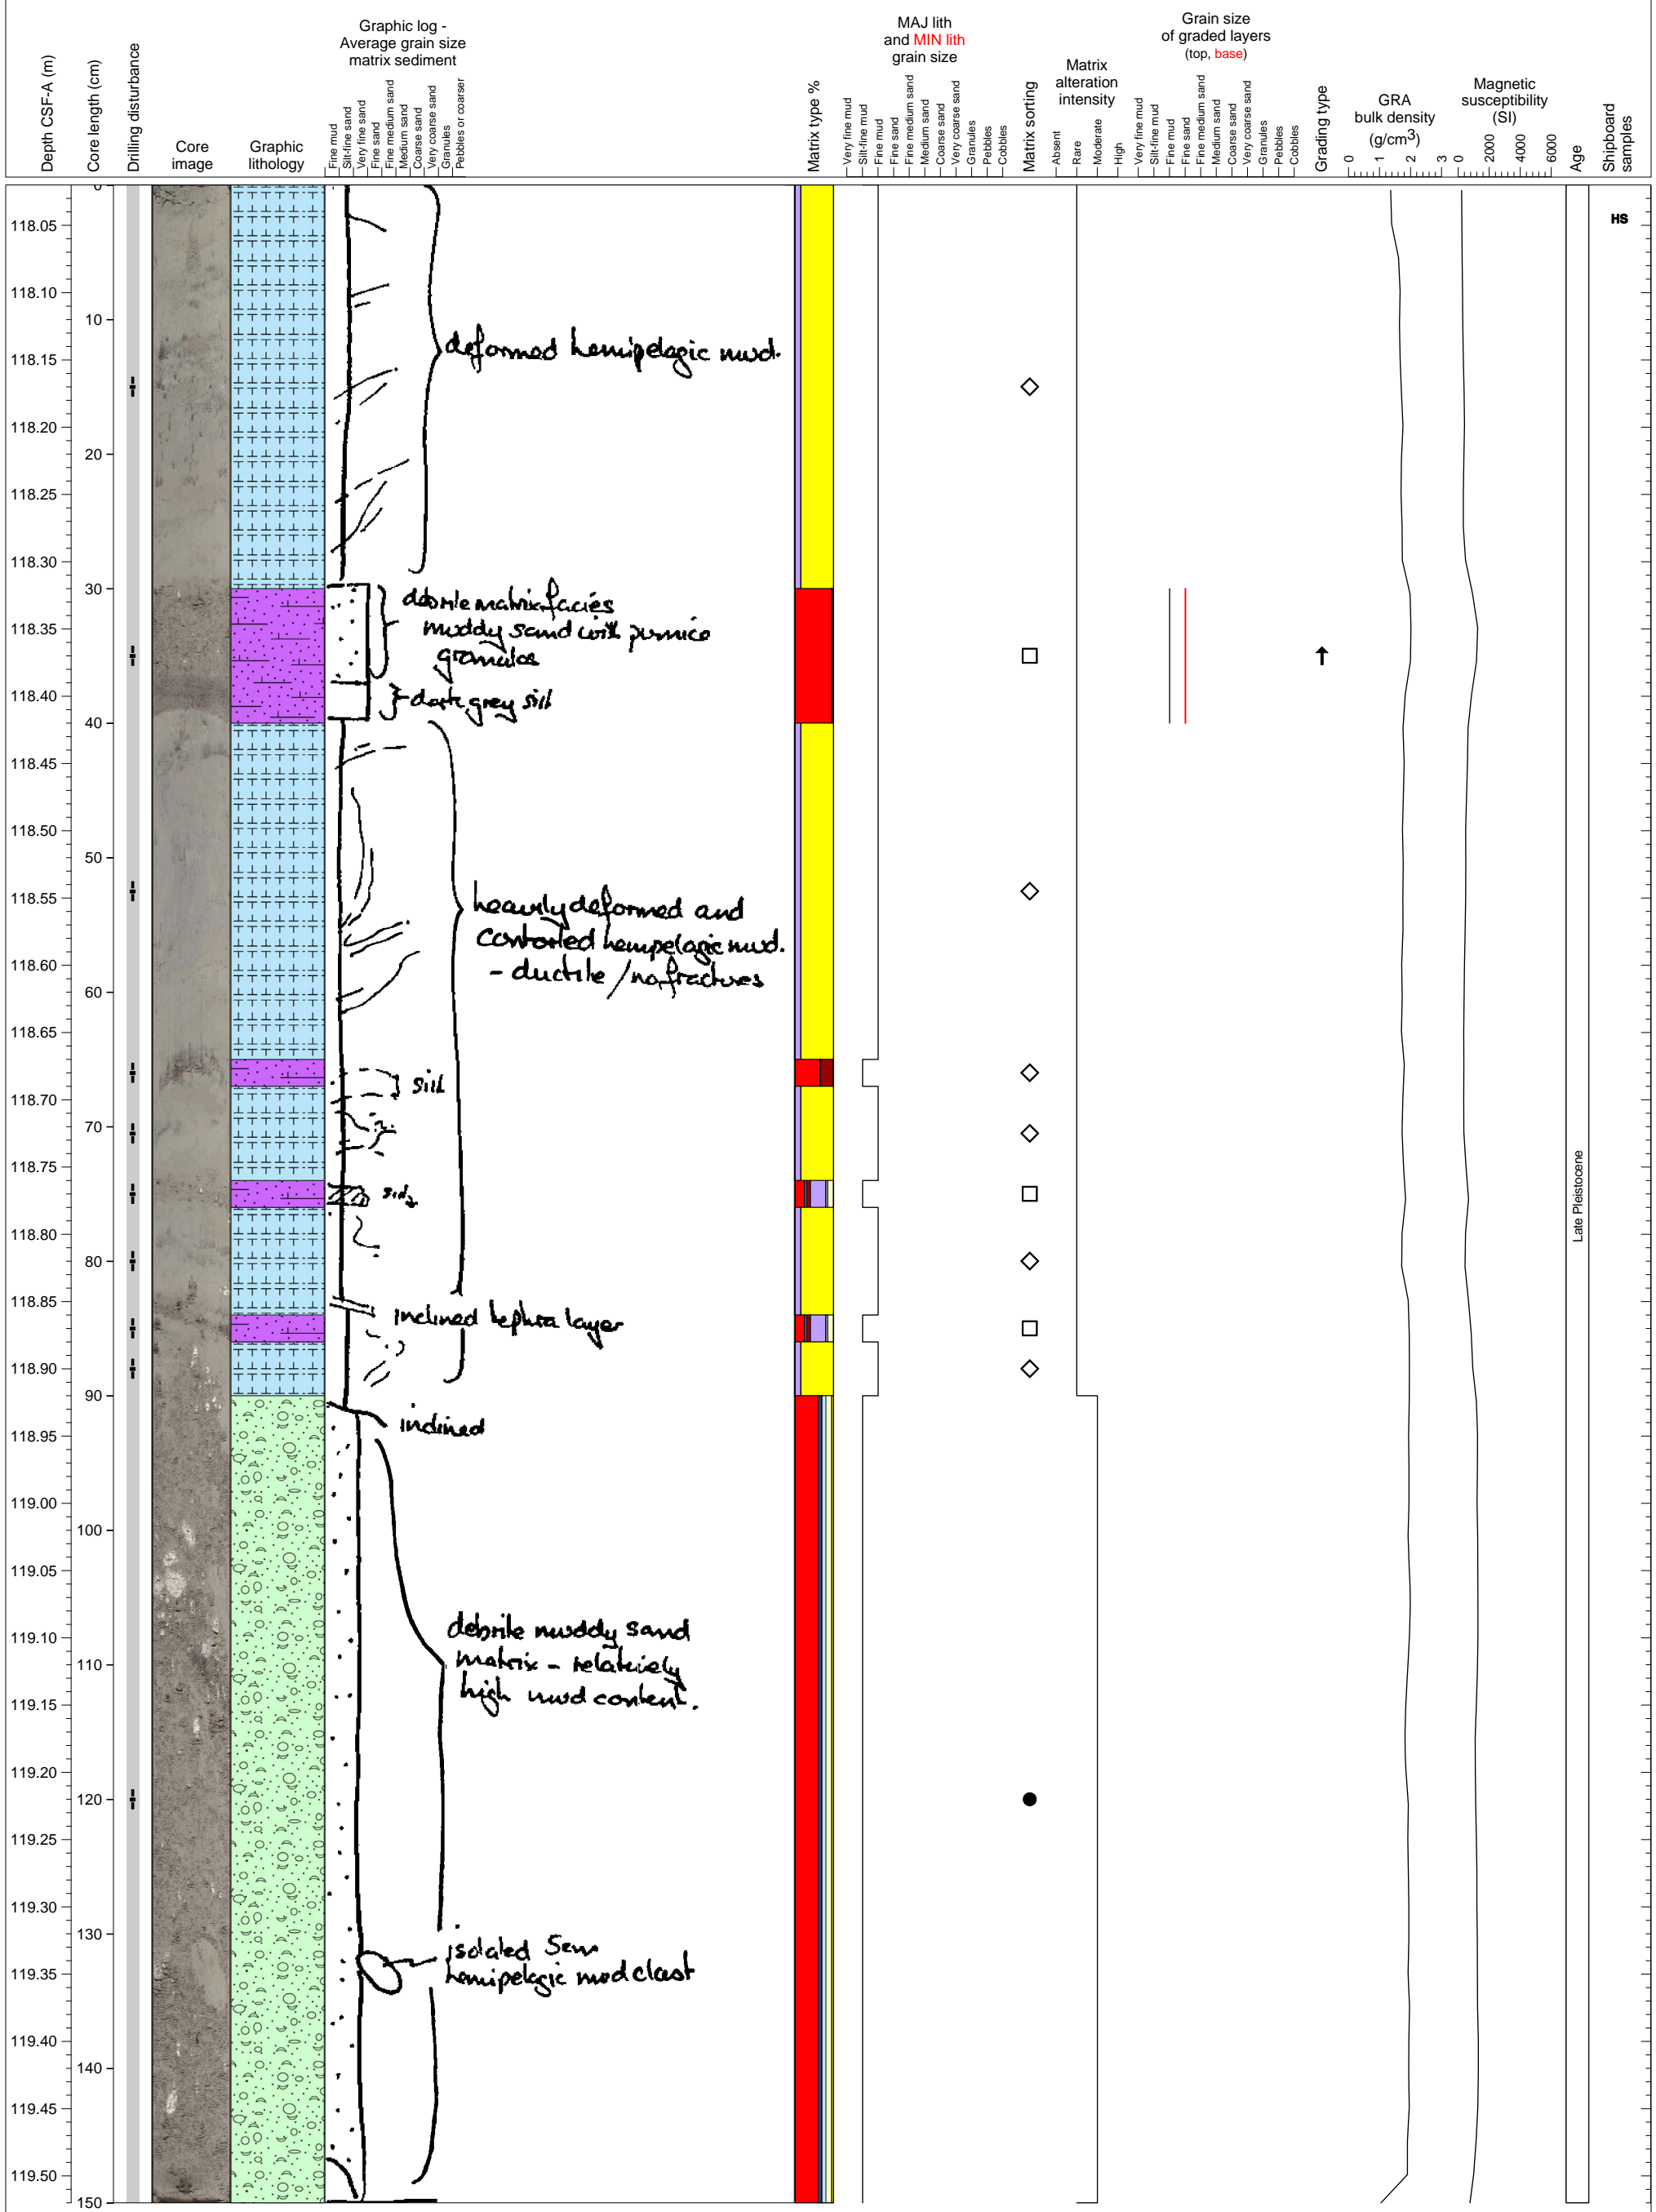 Depth CSF-A (m)
Core length (cm)
Drilling disturbance
Core
image
Graphic
lithology
Graphic log -
Average grain size
matrix sediment
Fine mud
Silt-fine sand
Very fine sand
Fine sand
Fine medium sand
Medium sand
Coarse sand
Very coarse sand
Granules
Pebbles or coarser
Matrix type %
MAJ lith
and MIN lith
grain size
Very fine mud
Silt-fine mud
Fine mud
Fine sand
Fine medium sand
Medium sand
Coarse sand
Very coarse sand
Granules
Pebbles
Cobbles
Matrix sorting
Matrix
alteration
intensity
Absent
Rare
Moderate
High
Grain size
of graded layers
(top, base)
Very fine mud
Silt-fine mud
Fine mud
Fine sand
Fine medium sand
Medium sand
Coarse sand
Very coarse sand
Granules
Pebbles
Cobbles
Grading type
GRA
bulk density
(g/cm3)
0 1 2 3
Magnetic
susceptibility
(SI)
0 2000 4000 6000
Age
Shipboard
samples
0
118.05
HS
118.10
10
deformed hemipelagic mud.
118.15
118.20
20
118.25
118.30
30
debrite matrix facies
muddy sand with pumice
granules
118.35
118.40
dark grey silt
40
118.45
118.50
50
118.55
heavily deformed and
contorted hemipelagic mud.
- ductile / no fractures
118.60
60
118.65
silt
118.70
70
118.75
118.80
80
Late Pleistocene
118.85
inclined tephra layer
118.90
90
inclined
118.95
119.00
100
119.05
119.10
debrite muddy sand
matrix - relatively
high mud content.
110
119.15
119.20
120
119.25
119.30
130
isolated 5cm
hemipelagic mud clast
119.35
119.40
140
119.45
119.50
150